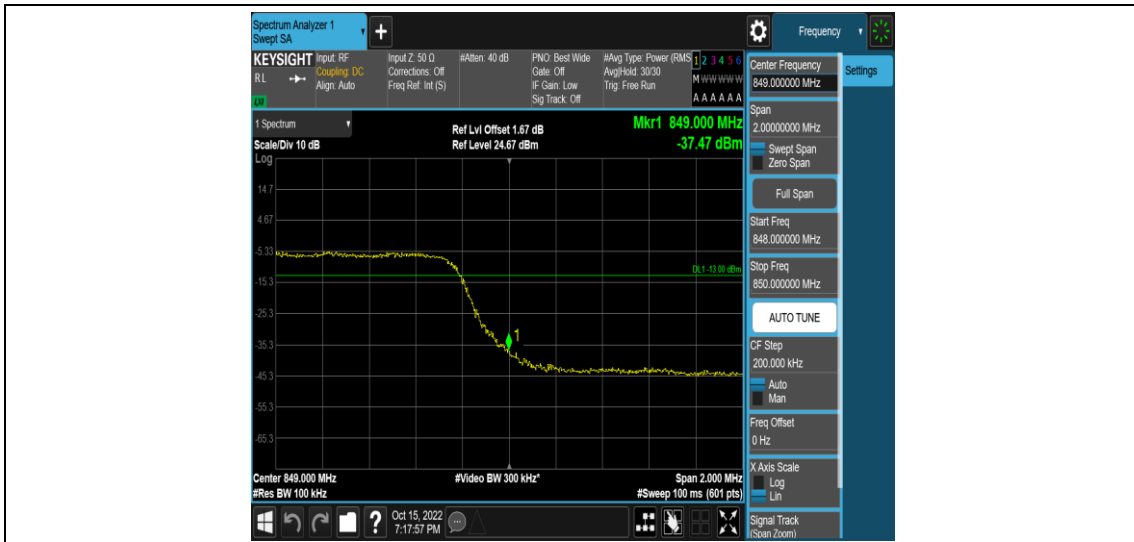 Spectrum Analyzer 1
Swept SA
+
Frequency
KEYSIGHT
RL
LXI
Input: RF
Coupling: DC
Align: Auto
Input Z: 50 Ω
Corrections: Off
Freq Ref: Int (S)
#Atten: 40 dB
PNO: Best Wide
Gate: Off
IF Gain: Low
Sig Track: Off
#Avg Type: Power (RMS
Avg|Hold: 30/30
Trig: Free Run
1 2 3 4 5 6
M W W W W W
A A A A A A
1 Spectrum
Scale/Div 10 dB
Ref Lvl Offset 1.67 dB
Ref Level 24.67 dBm
Mkr1 849.000 MHz
-37.47 dBm
Log
14.7
4.67
-5.33
-15.3
-25.3
-35.3
-45.3
-55.3
-65.3
DL1 -13.00 dBm
1
Center 849.000 MHz
#Res BW 100 kHz
#Video BW 300 kHz*
Span 2.000 MHz
#Sweep 100 ms (601 pts)
?
Oct 15, 2022
7:17:57 PM
Center Frequency
849.000000 MHz
Settings
Span
2.00000000 MHz
Swept Span
Zero Span
Full Span
Start Freq
848.000000 MHz
Stop Freq
850.000000 MHz
AUTO TUNE
CF Step
200.000 kHz
Auto
Man
Freq Offset
0 Hz
X Axis Scale
Log
Lin
Signal Track
(Span Zoom)